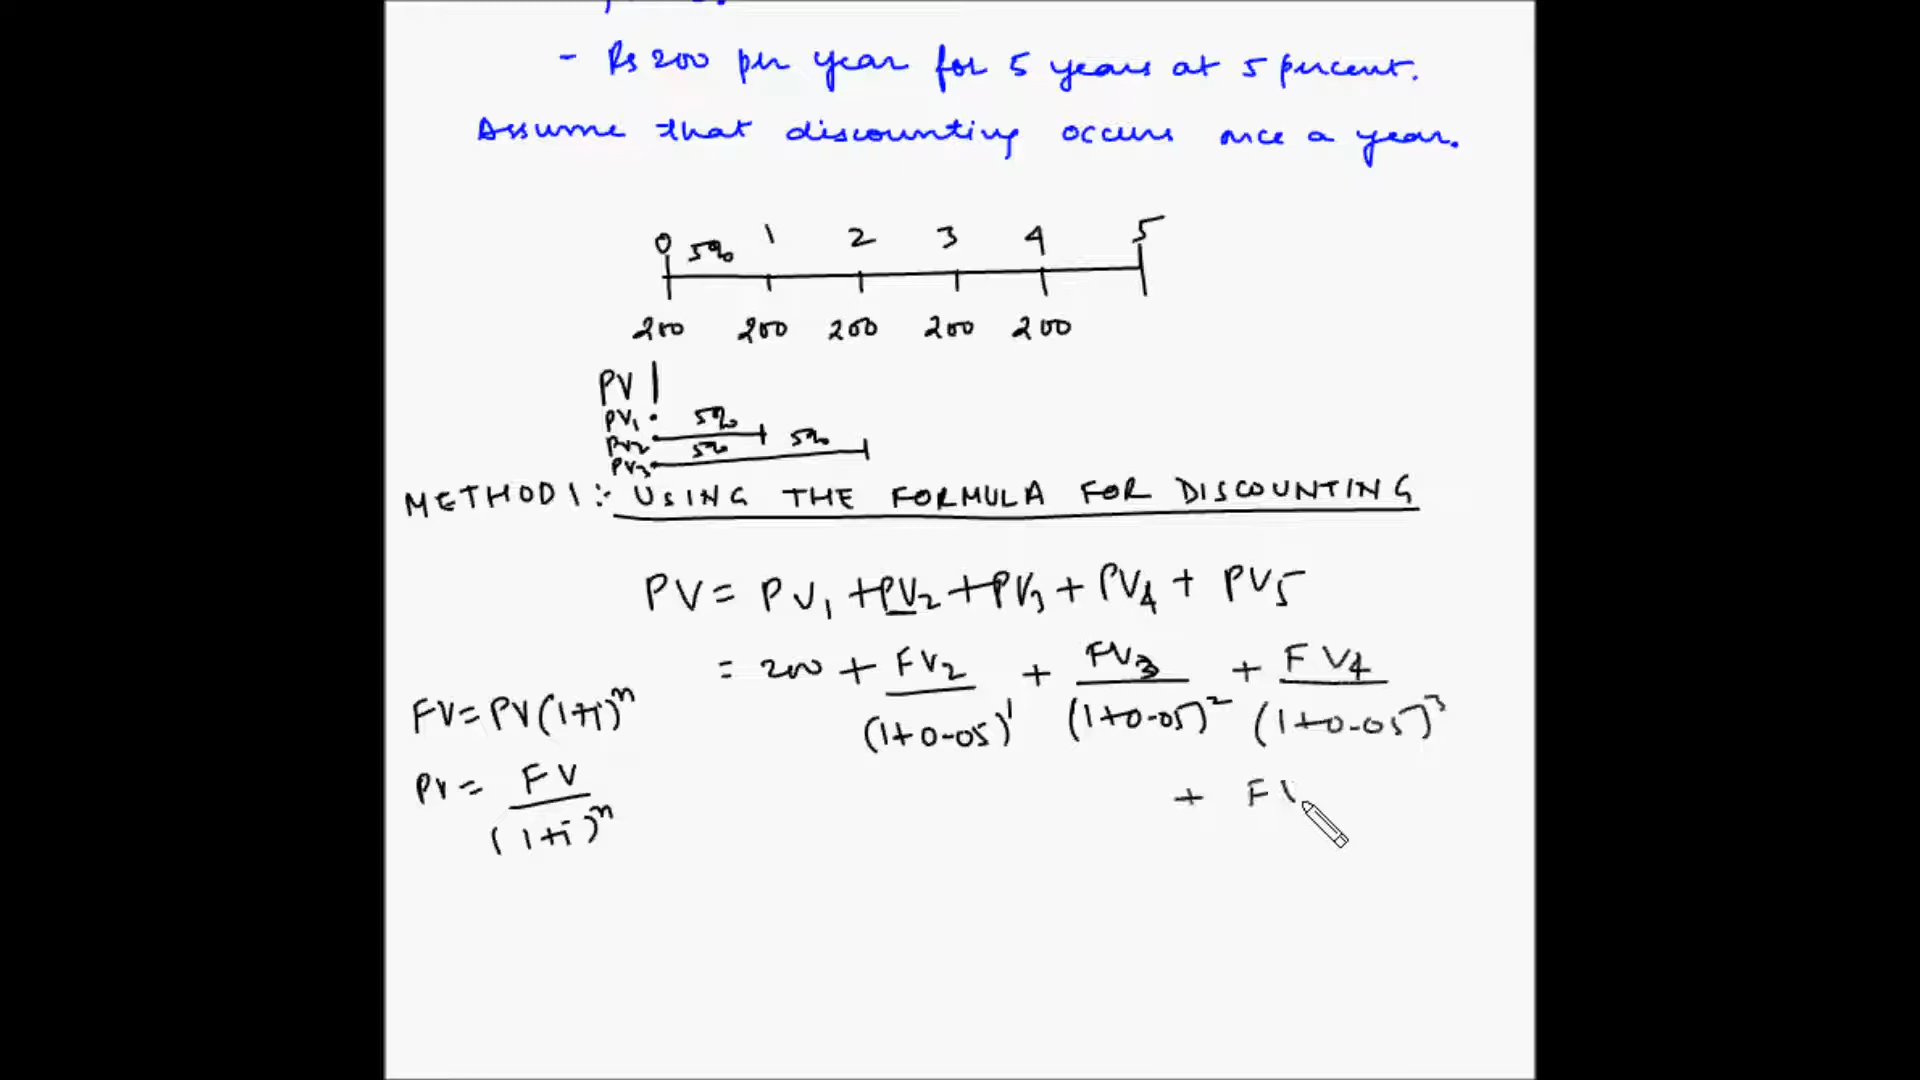 - Rs 200 per year for 5 years at 5 percent.
Assume that discounting occurs once a year.
0 5% 1 2 3 4 5
200 200 200 200 200
PV
PV1 5%
PV2 5% 5%
PV3
METHOD 1:- USING THE FORMULA FOR DISCOUNTING
PV = PV1 + PV2 + PV3 + PV4 + PV5
= 200 + FV2/(1+0.05)^1 + FV3/(1+0.05)^2 + FV4/(1+0.05)^3
FV = PV(1+i)^n
PV = FV/(1+i)^n
+ FV